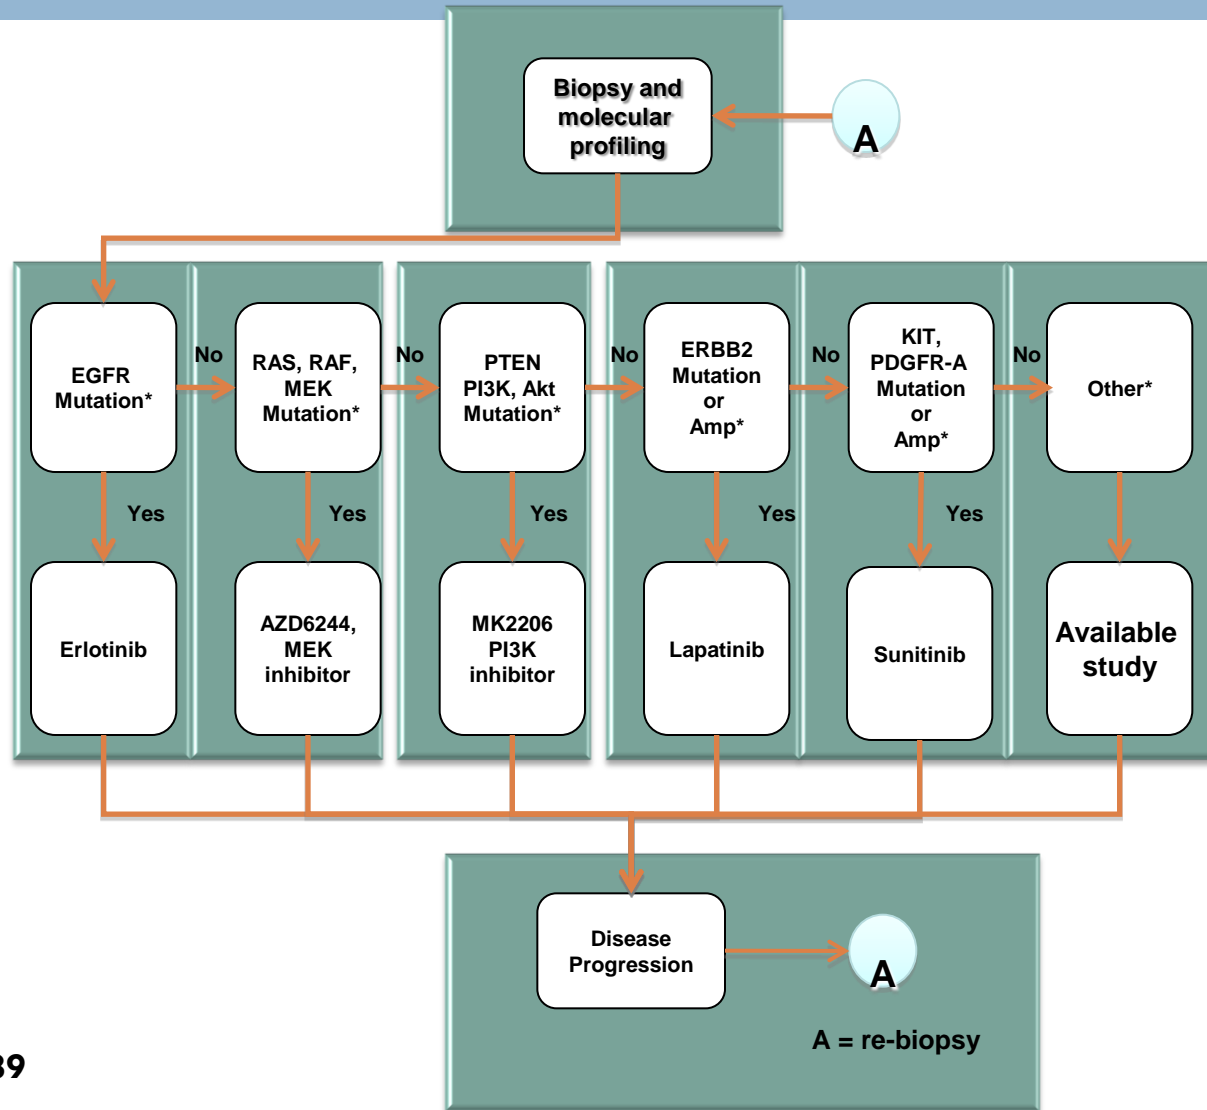 Biopsy and
molecular
profiling
A
EGFR
Mutation*
No
RAS, RAF,
MEK
Mutation*
No
PTEN
PI3K, Akt
Mutation*
No
ERBB2
Mutation
or
Amp*
No
KIT,
PDGFR-A
Mutation
or
Amp*
No
Other*
Yes
Yes
Yes
Yes
Yes
Erlotinib
AZD6244,
MEK
inhibitor
MK2206
PI3K
inhibitor
Lapatinib
Sunitinib
Available
study
Disease
Progression
A
A = re-biopsy